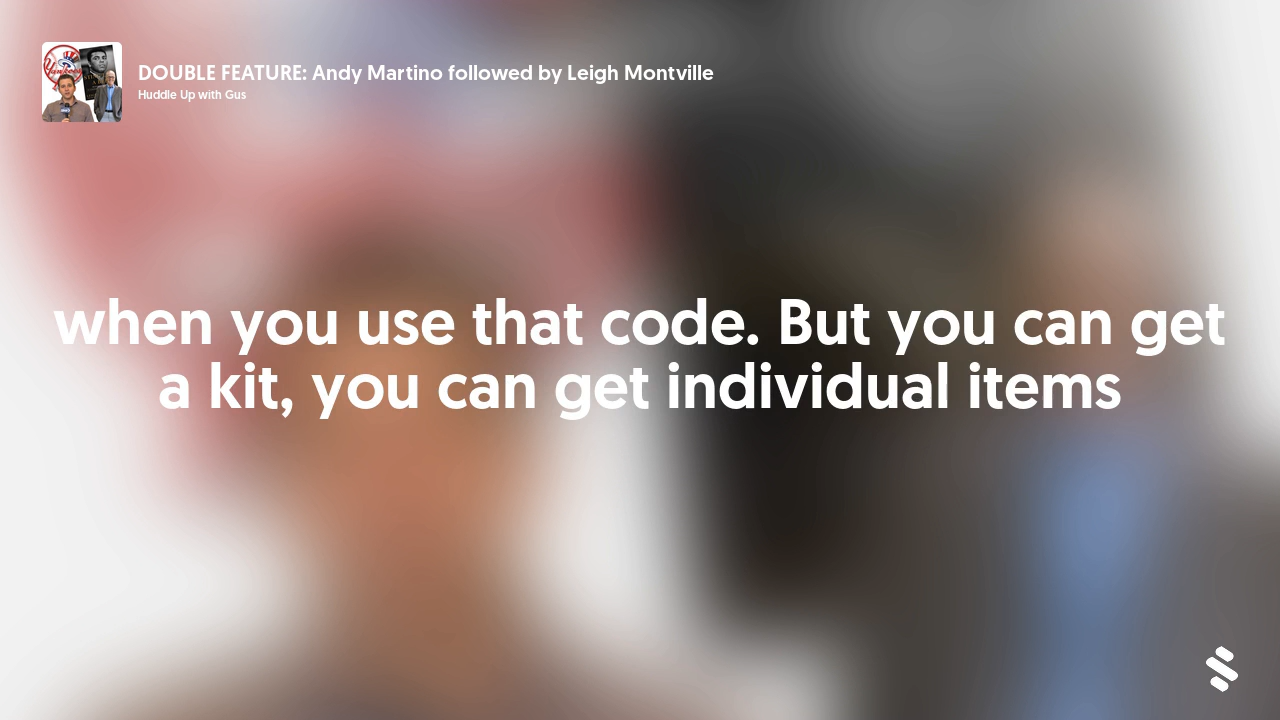 DOUBLE FEATURE: Andy Martino followed by Leigh Montville
Huddle Up with Gus
when you use that code. But you can get
a kit, you can get individual items